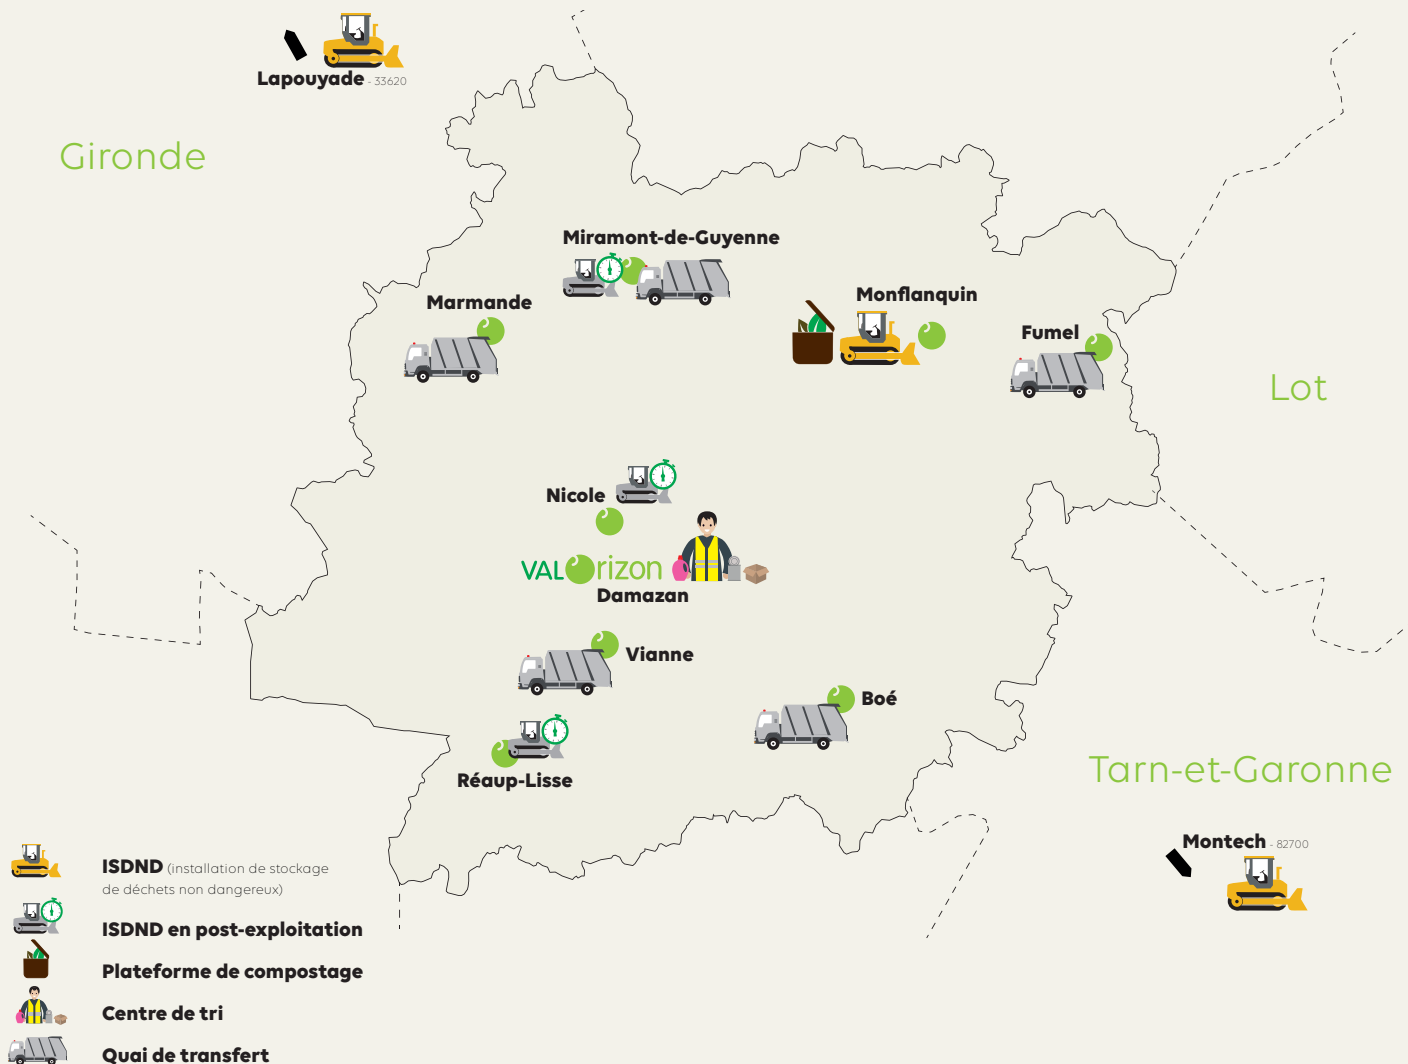 Lapouyade - 33620
Gironde
Miramont-de-Guyenne
Marmande
Monflanquin
Fumel
Lot
Nicole
VALOrizon
Damazan
Vianne
Boé
Réaup-Lisse
Tarn-et-Garonne
Montech - 82700
ISDND (installation de stockage
de déchets non dangereux)
ISDND en post-exploitation
Plateforme de compostage
Centre de tri
Quai de transfert